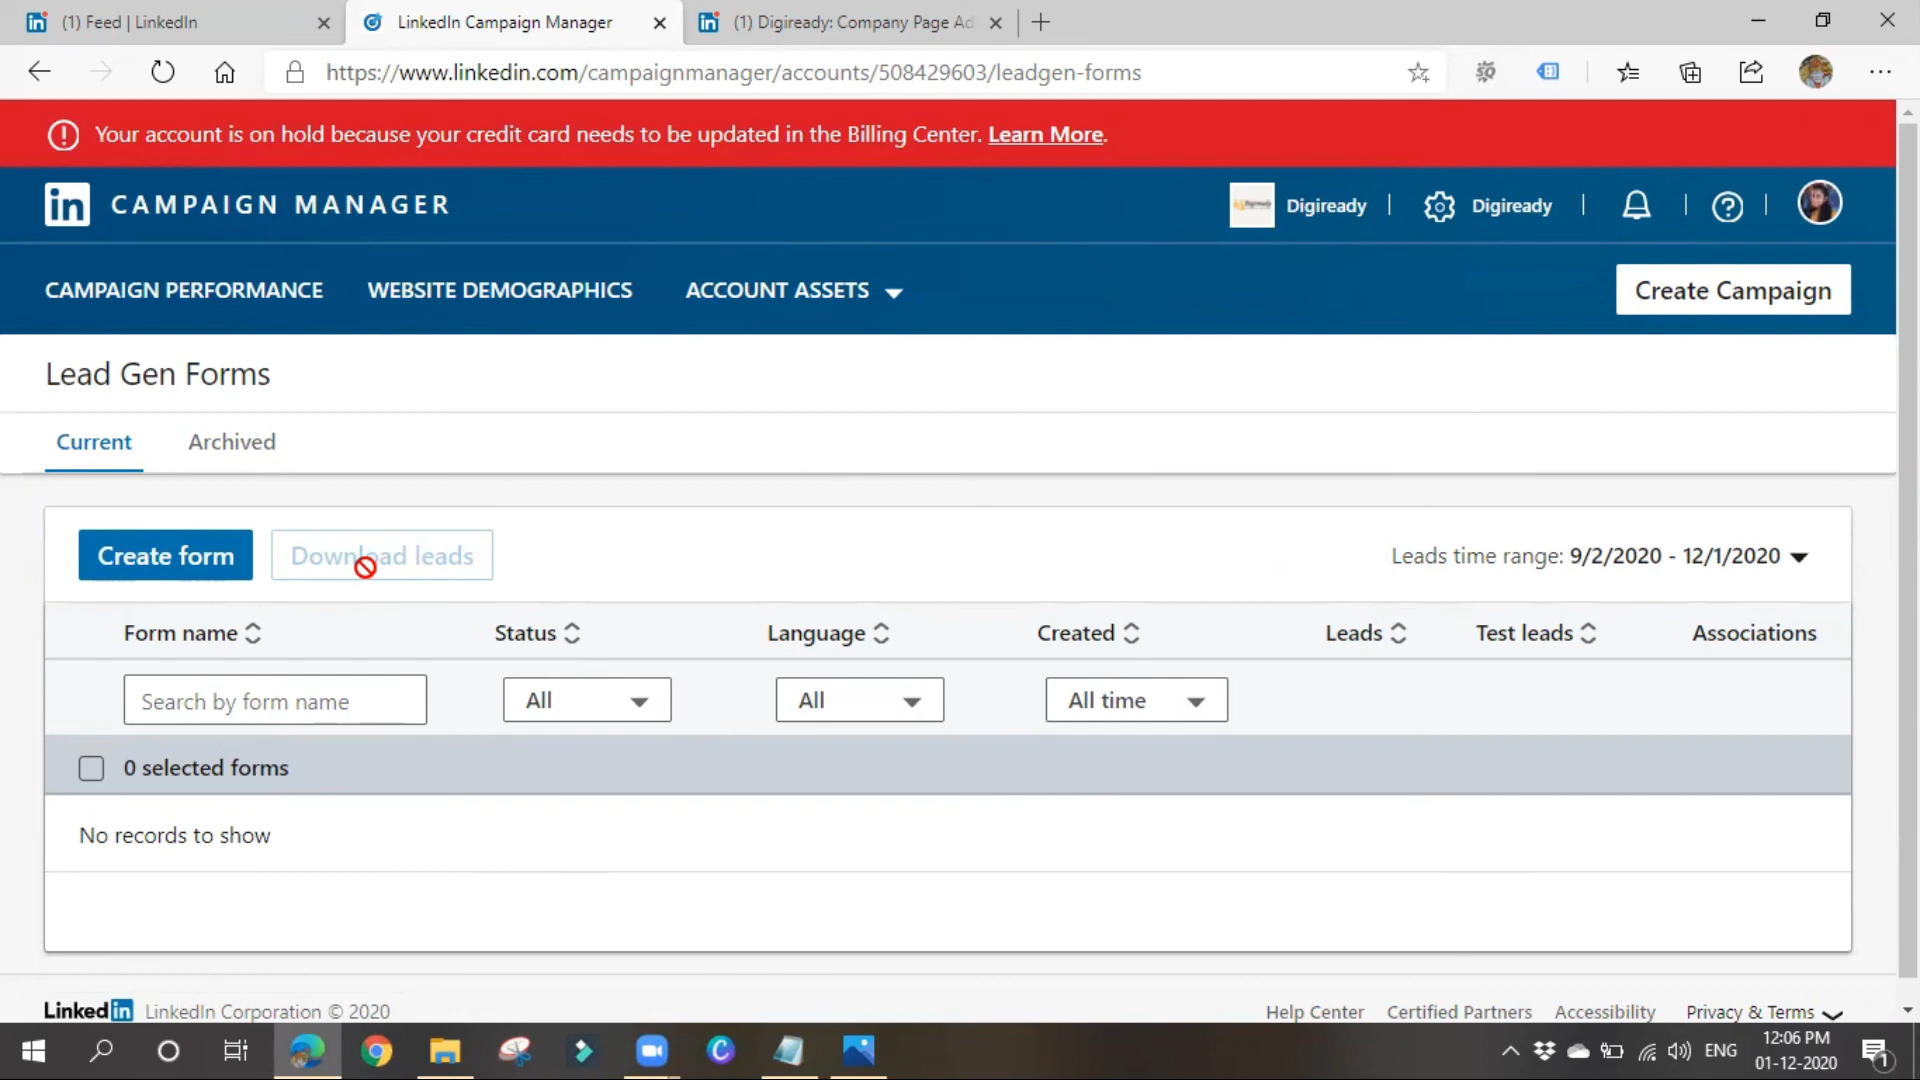 (1) Feed | LinkedIn
LinkedIn Campaign Manager
(1) Digiready: Company Page Ad
https://www.linkedin.com/campaignmanager/accounts/508429603/leadgen-forms
Your account is on hold because your credit card needs to be updated in the Billing Center. Learn More.
in CAMPAIGN MANAGER
Digiready
Digiready
CAMPAIGN PERFORMANCE
WEBSITE DEMOGRAPHICS
ACCOUNT ASSETS
Create Campaign
Lead Gen Forms
Current
Archived
Create form
Download leads
Leads time range: 9/2/2020 - 12/1/2020
Form name
Status
Language
Created
Leads
Test leads
Associations
Search by form name
All
All
All time
0 selected forms
No records to show
Linked in LinkedIn Corporation © 2020
Help Center
Certified Partners
Accessibility
Privacy & Terms
ENG
12:06 PM
01-12-2020
1